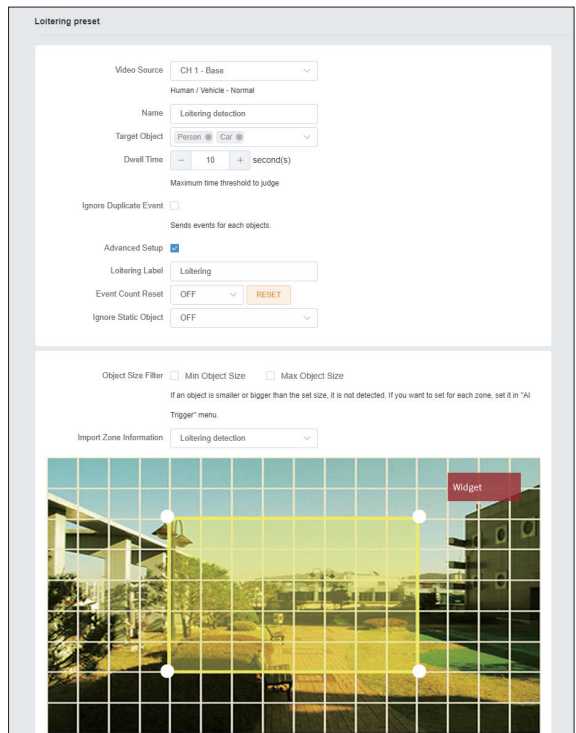 Loitering preset
Video Source CH 1 - Base
Human / Vehicle - Normal
Name Loitering detection
Target Object Person Car
Dwell Time − 10 + second(s)
Maximum time threshold to judge
Ignore Duplicate Event
Sends events for each objects.
Advanced Setup
Loitering Label Loitering
Event Count Reset OFF RESET
Ignore Static Object OFF
Object Size Filter Min Object Size Max Object Size
If an object is smaller or bigger than the set size, it is not detected. If you want to set for each zone, set it in "AI
Trigger" menu.
Import Zone Information Loitering detection
Widget